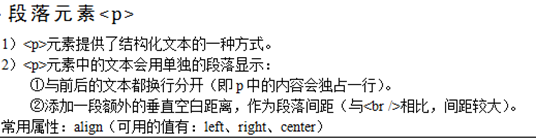 段落元素<p>
1）<p>元素提供了结构化文本的一种方式。
2）<p>元素中的文本会用单独的段落显示：
①与前后的文本都换行分开（即p中的内容会独占一行）。
②添加一段额外的垂直空白距离，作为段落间距（与<br />相比，间距较大）。
常用属性：align（可用的值有：left、right、center）